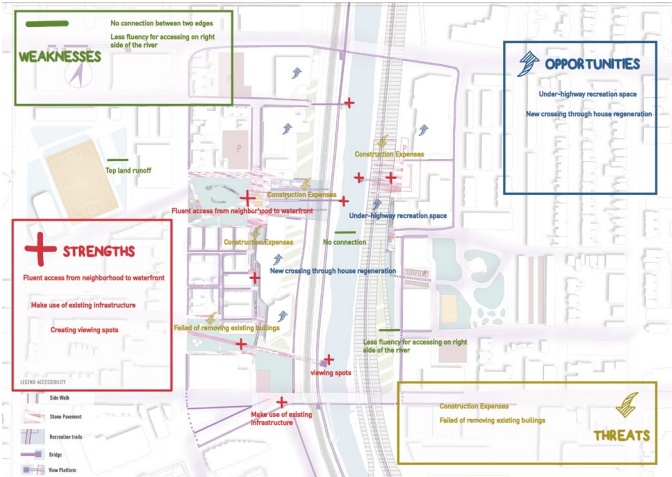 No connection between two edges
Less fluency for accessing on right
side of the river
WEAKNESSES
OPPORTUNITIES
Under-highway recreation space
New crossing through house regeneration
P
Construction Expenses
Top land runoff
Construction Expenses
Fluent access from neighborhood to waterfront
Under-highway recreation space
Construction Expenses
No connection
STRENGTHS
Fluent access from neighborhood to waterfront
New crossing through house regeneration
Make use of existing infrastructure
Creating viewing spots
Failed of removing existing builings
Less fluency for accessing on right
side of the river
viewing spots
LEGEND-ACCESSIBILITY
Side Walk
Stone Pavement
Recreation trails
Bridge
View Platform
Make use of existing
infrastructure
Construction Expenses
Failed of removing existing builings
THREATS